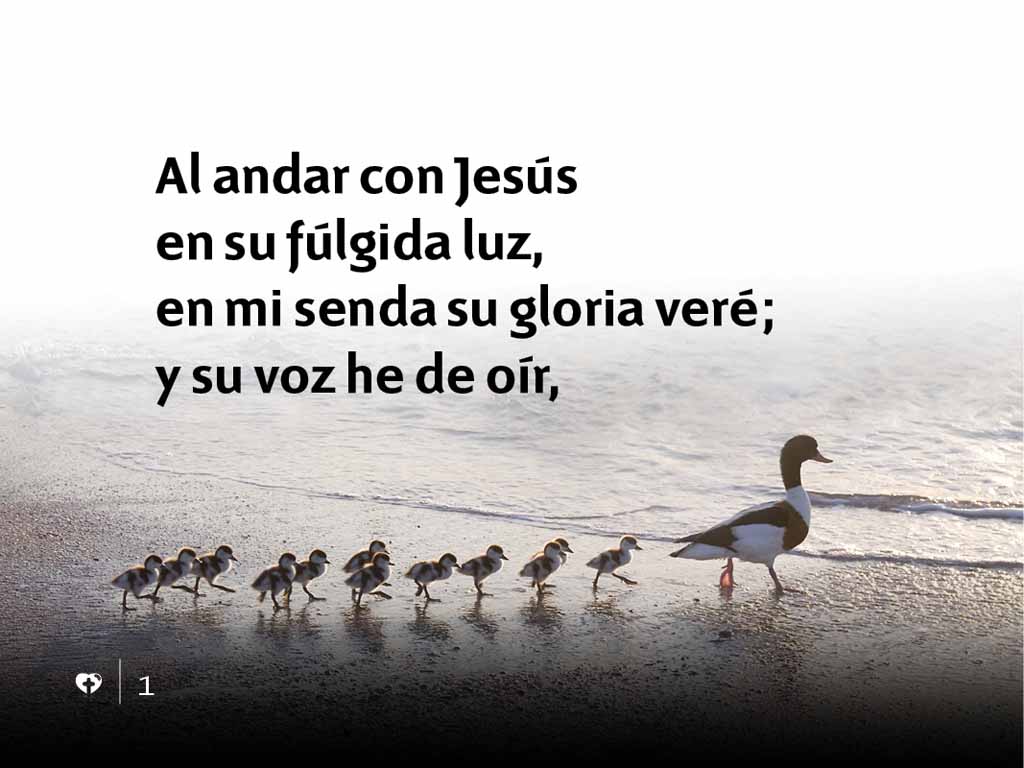 Al andar con Jesús
en su fúlgida luz,
en mi senda su gloria veré;
y su voz he de oír,
1